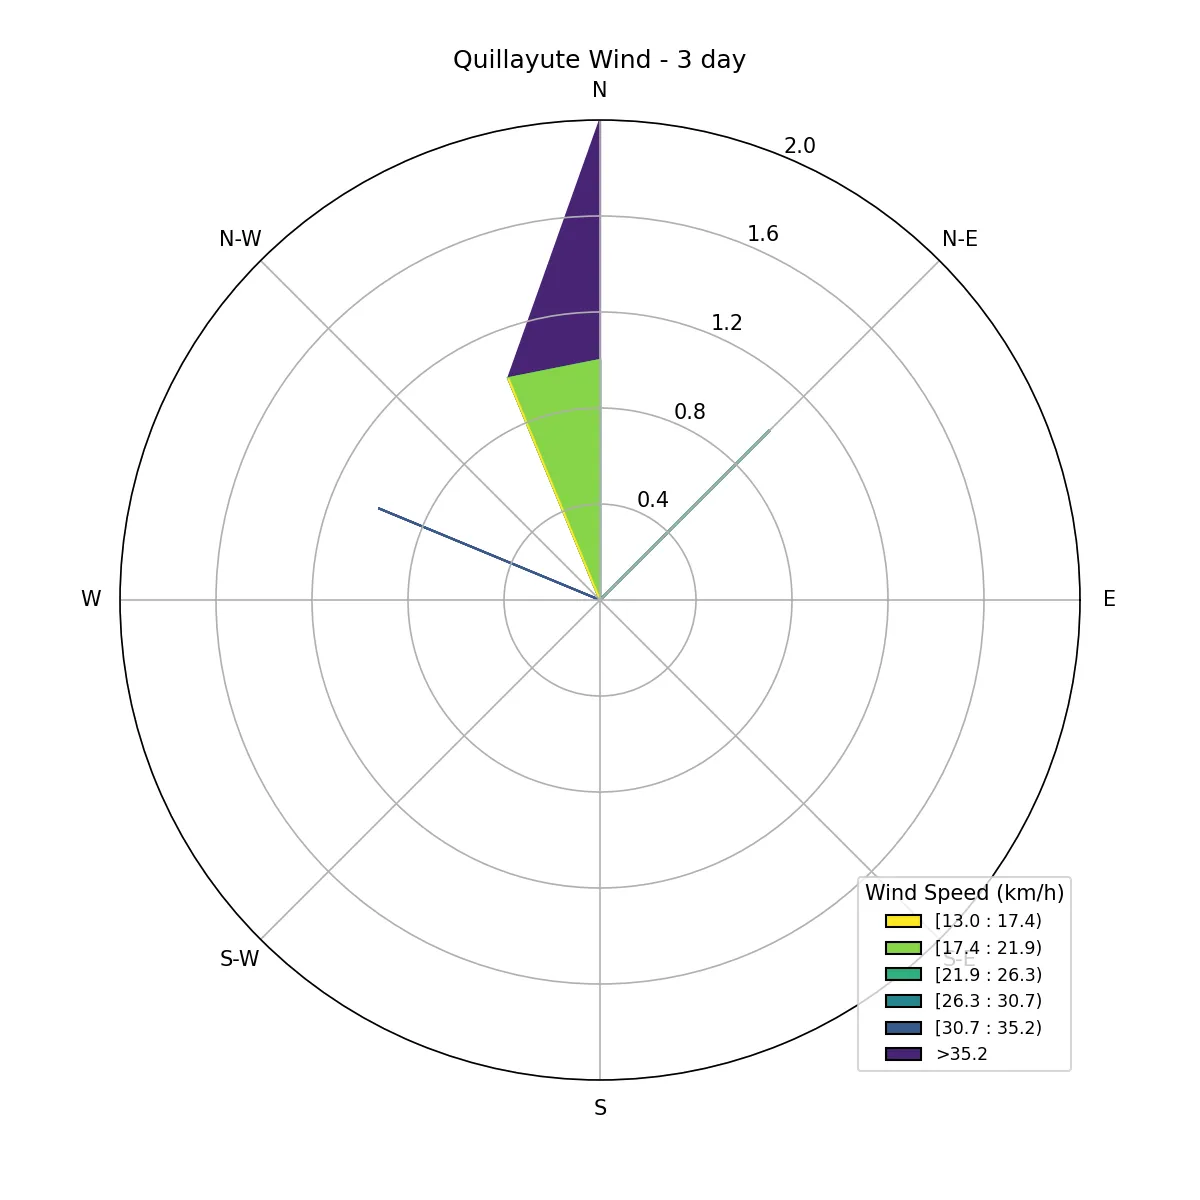 Quillayute Wind - 3 day
N
2.0
N-W
1.6
N-E
1.2
0.8
0.4
W
E
S-W
S-E
S
Wind Speed (km/h)
[13.0 : 17.4)
[17.4 : 21.9)
[21.9 : 26.3)
[26.3 : 30.7)
[30.7 : 35.2)
>35.2